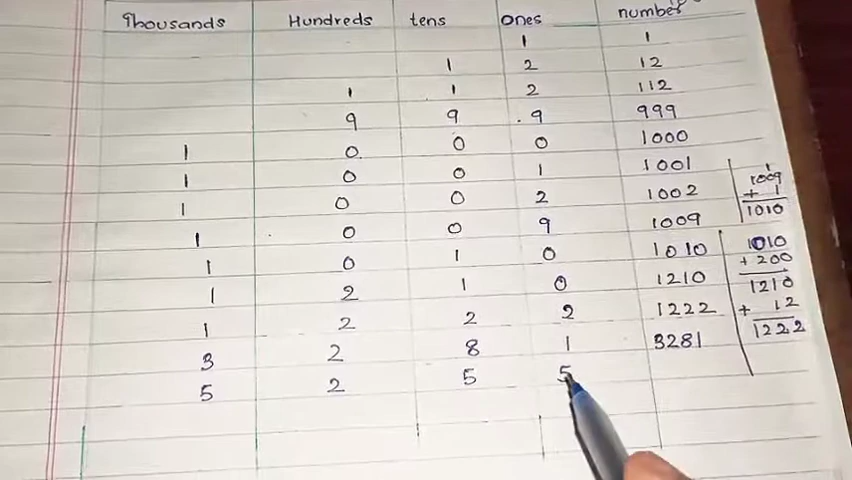 Thousands Hundreds tens Ones number
1 1
1 2 12
1 1 2 112
9 9 .9 999
1 0 0 0 1000
1 0 0 1 1001
1 0 0 2 1002
1 0 0 9 1009
1 0 1 0 1010
1 2 1 0 1210
1 2 2 2 1222
3 2 8 1 3281
5 2 5 5
1
1009
+ 1
1010
1010
+ 200
1210
+ 12
1222